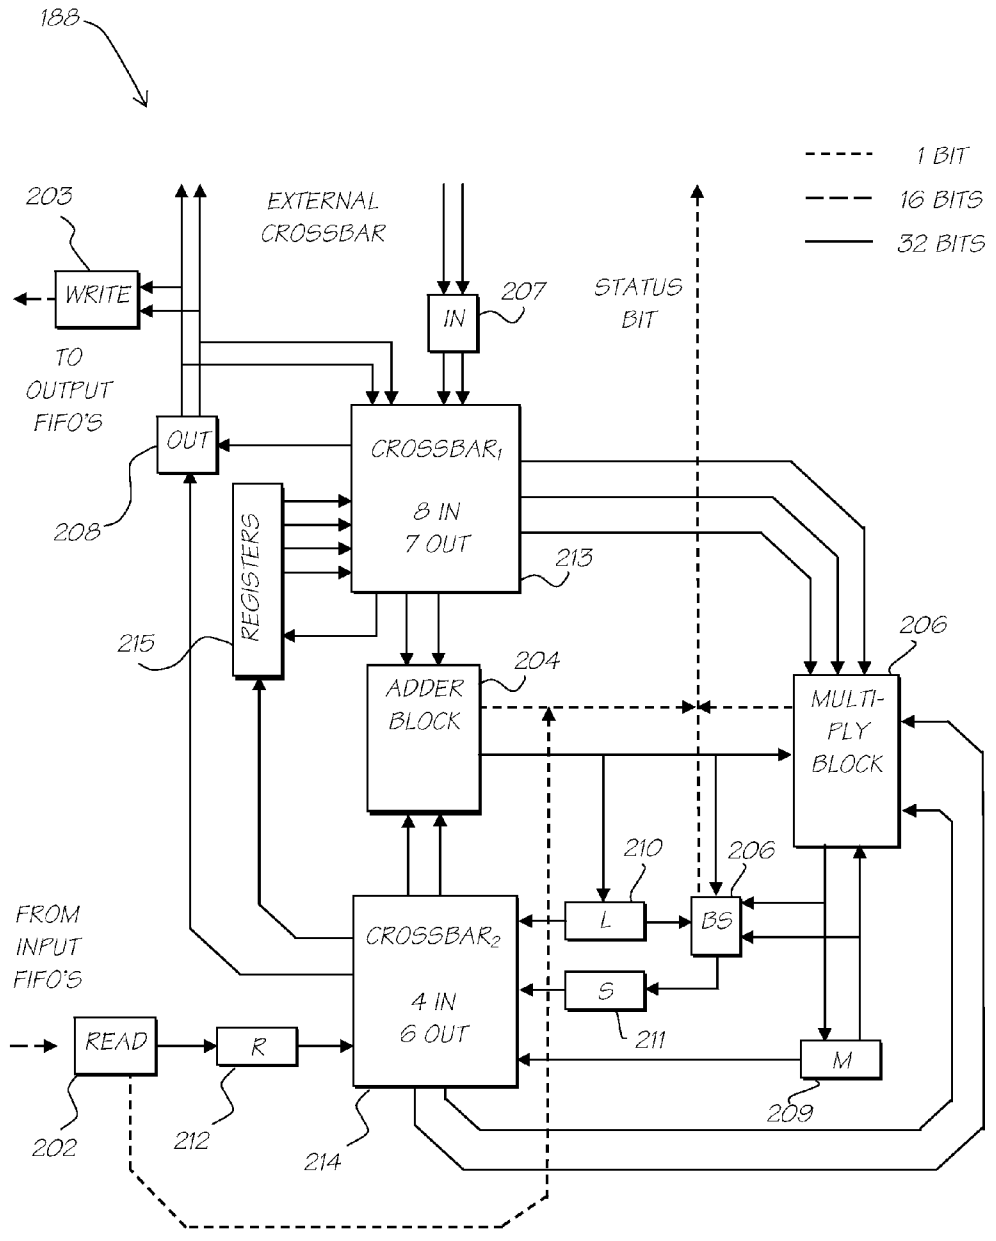 188
1 BIT
16 BITS
32 BITS
203
EXTERNAL
CROSSBAR
WRITE
207
IN
STATUS
BIT
TO
OUTPUT
FIFO'S
OUT
CROSSBAR₁
8 IN
7 OUT
208
REGISTERS
213
215
206
204
ADDER
BLOCK
MULTI-
PLY
BLOCK
210
206
FROM
INPUT
FIFO'S
CROSSBAR₂
L
BS
4 IN
6 OUT
S
211
READ
R
M
209
202
212
214